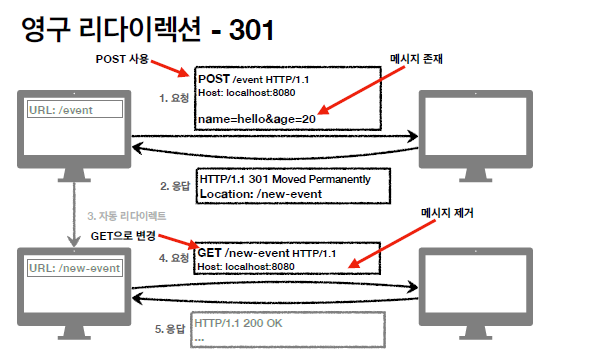 영구 리다이렉션 - 301
POST 사용
메시지 존재
URL: /event
1. 요청
POST /event HTTP/1.1
Host: localhost:8080
name=hello&age=20
2. 응답
HTTP/1.1 301 Moved Permanently
Location: /new-event
3. 자동 리다이렉트
GET으로 변경
메시지 제거
URL: /new-event
4. 요청
GET /new-event HTTP/1.1
Host: localhost:8080
5. 응답
HTTP/1.1 200 OK
...